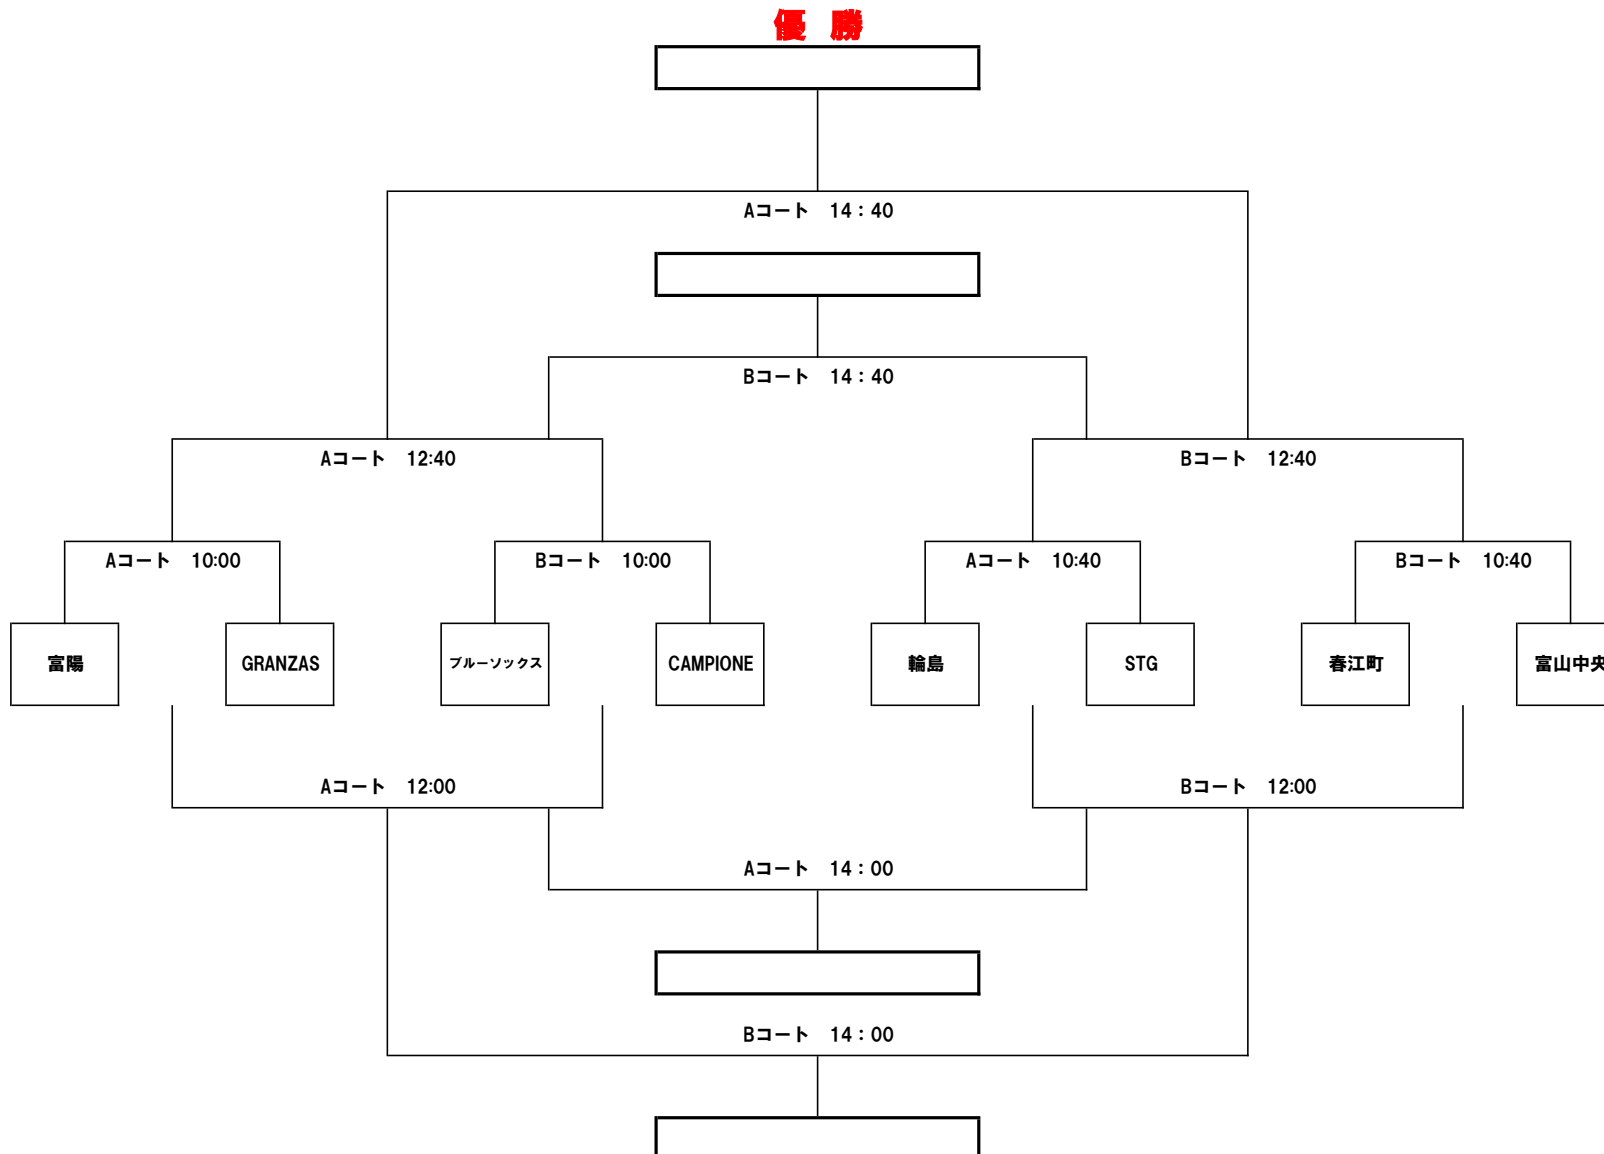 優 勝
Aコート 14：40
Bコート 14：40
Aコート 12:40
Bコート 12:40
Aコート 10:00
Bコート 10:00
Aコート 10:40
Bコート 10:40
富陽
GRANZAS
ブルーソックス
CAMPIONE
輪島
STG
春江町
富山中央
Aコート 12:00
Bコート 12:00
Aコート 14：00
Bコート 14：00